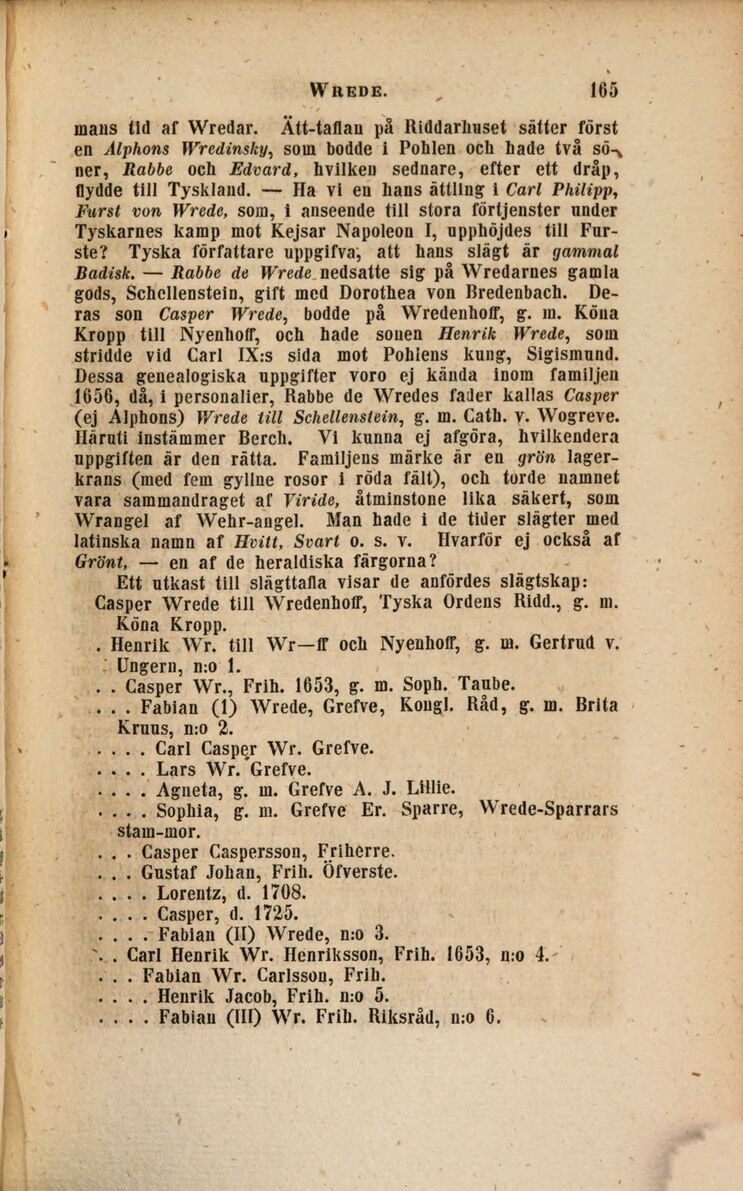 WREDE. 165
mans tid af Wredar. Ätt-taflan på Riddarhuset sätter först
en Alphons Wredinsky, som bodde i Pohlen och hade två sö-
ner, Rabbe och Edvard, hvilken sednare, efter ett dråp,
flydde till Tyskland. — Ha vi en hans ättling i Carl Philipp,
Furst von Wrede, som, i anseende till stora förtjenster under
Tyskarnes kamp mot Kejsar Napoleon I, upphöjdes till Fur-
ste? Tyska författare uppgifva, att hans slägt är gammal
Badisk. — Rabbe de Wrede nedsatte sig på Wredarnes gamla
gods, Schellenstein, gift med Dorothea von Bredenbach. De-
ras son Casper Wrede, bodde på Wredenhoff, g. m. Köna
Kropp till Nyenhoff, och hade sonen Henrik Wrede, som
stridde vid Carl IX:s sida mot Pohlens kung, Sigismund.
Dessa genealogiska uppgifter voro ej kända inom familjen
1656, då, i personalier, Rabbe de Wredes fader kallas Casper
(ej Alphons) Wrede till Schellenstein, g. m. Cath. v. Wogreve.
Häruti instämmer Berch. Vi kunna ej afgöra, hvilkendera
uppgiften är den rätta. Familjens märke är en grön lager-
krans (med fem gyllne rosor i röda fält), och torde namnet
vara sammandraget af Viride, åtminstone lika säkert, som
Wrangel af Wehr-angel. Man hade i de tider slägter med
latinska namn af Hvitt, Svart o. s. v. Hvarför ej också af
Grönt, — en af de heraldiska färgorna?
Ett utkast till slägttafla visar de anfördes slägtskap:
Casper Wrede till Wredenhoff, Tyska Ordens Ridd., g. m.
Köna Kropp.
. Henrik Wr. till Wr—ff och Nyenhoff, g. m. Gertrud v.
Ungern, n:o 1.
. . Casper Wr., Frih. 1653, g. m. Soph. Taube.
. . . Fabian (1) Wrede, Grefve, Kongl. Råd, g. m. Brita
Kruus, n:o 2.
. . . . Carl Casper Wr. Grefve.
. . . . Lars Wr. Grefve.
. . . . Agneta, g. m. Grefve A. J. Lillie.
. . . . Sophia, g. m. Grefve Er. Sparre, Wrede-Sparrars
stam-mor.
. . . Casper Caspersson, Friherre.
. . . Gustaf Johan, Frih. Öfverste.
. . . . Lorentz, d. 1708.
. . . . Casper, d. 1725.
. . . . Fabian (II) Wrede, n:o 3.
. . Carl Henrik Wr. Henriksson, Frih. 1653, n:o 4.
. . . Fabian Wr. Carlsson, Frih.
. . . . Henrik Jacob, Frih. n:o 5.
. . . . Fabian (III) Wr. Frih. Riksråd, n:o 6.